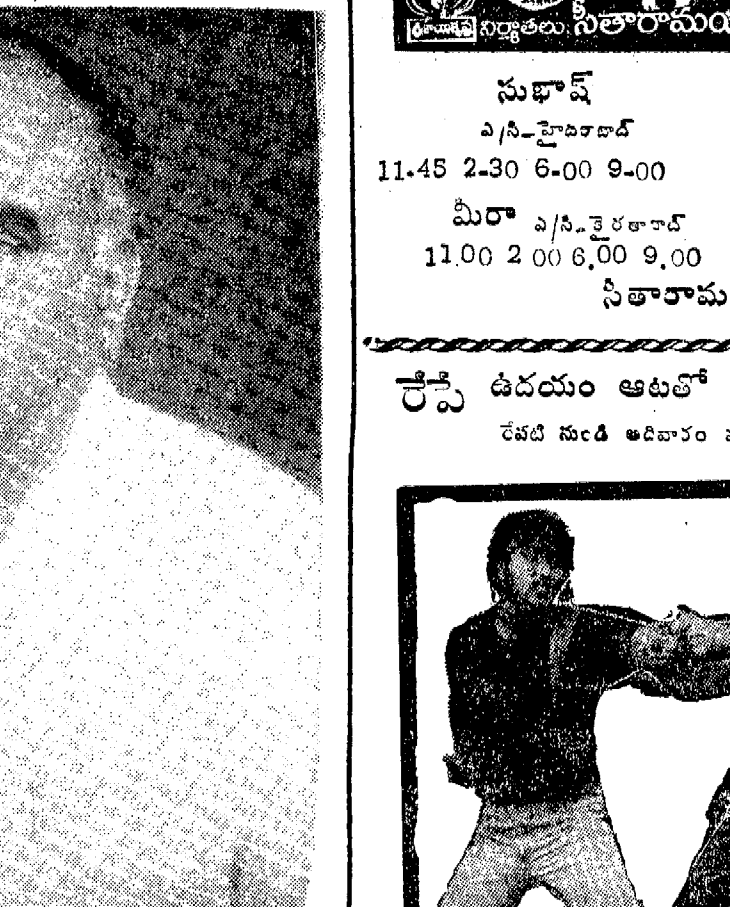 నిర్మాతలు: సీతారామయ
సుభాష్
ఎ/సి-హైదరాబాద్
11-45 2-30 6-00 9-00
మీరా ఎ/సి-ఖైరతాబాద్
11.00 2 00 6.00 9.00
సీతారామ
రేపే ఉదయం ఆటతో
రేపటి నుండి ఆదివారం